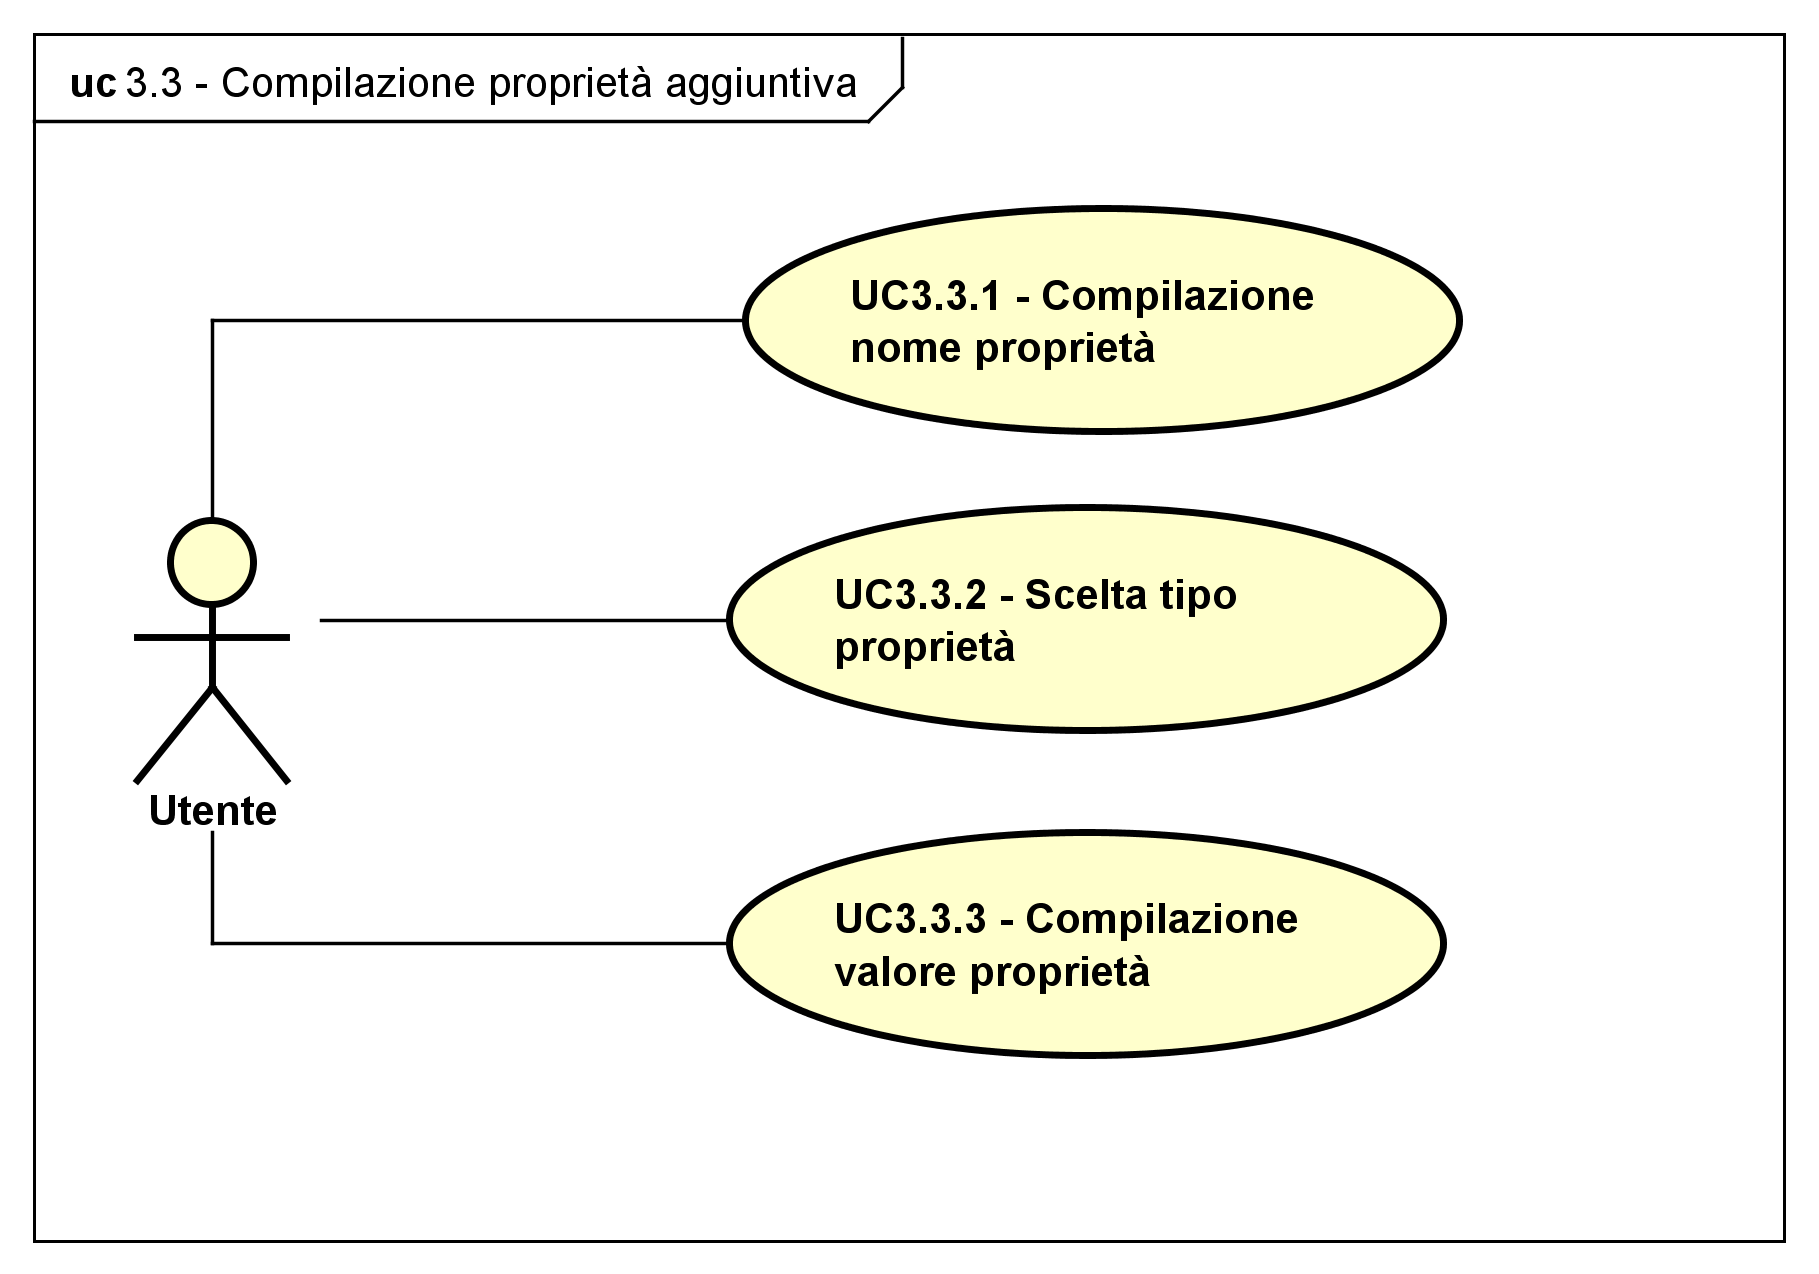 uc 3.3 - Compilazione proprietà aggiuntiva
UC3.3.1 - Compilazione
nome proprietà
UC3.3.2 - Scelta tipo
proprietà
Utente
UC3.3.3 - Compilazione
valore proprietà